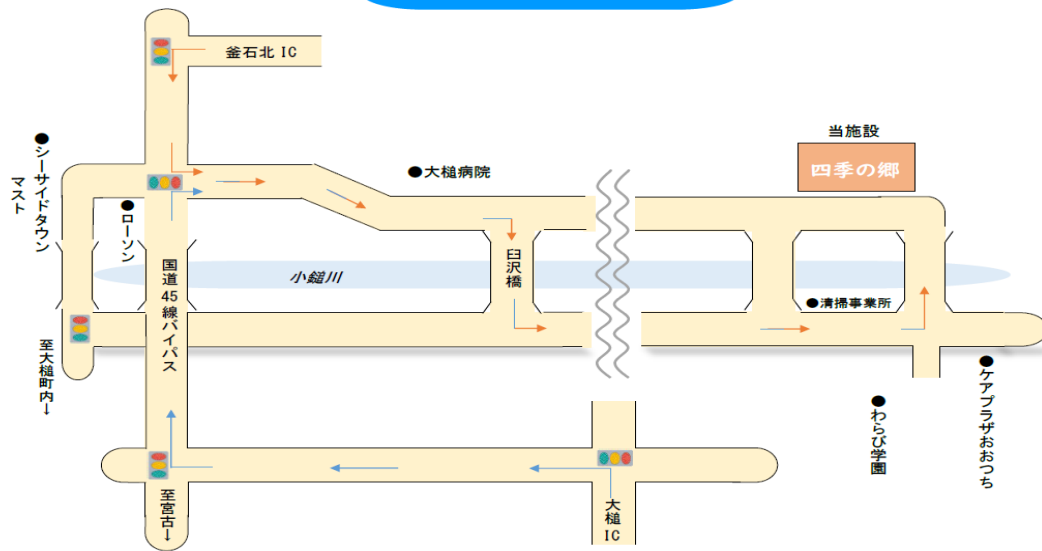 釜石北 IC
●シーサイドタウン
マスト
●ローソン
●大槌病院
当施設
四季の郷
国道45線バイパス
小鎚川
臼沢橋
●清掃事業所
至大槌町内→
●ケアプラザおおつち
●わらび学園
至宮古→
大槌
IC